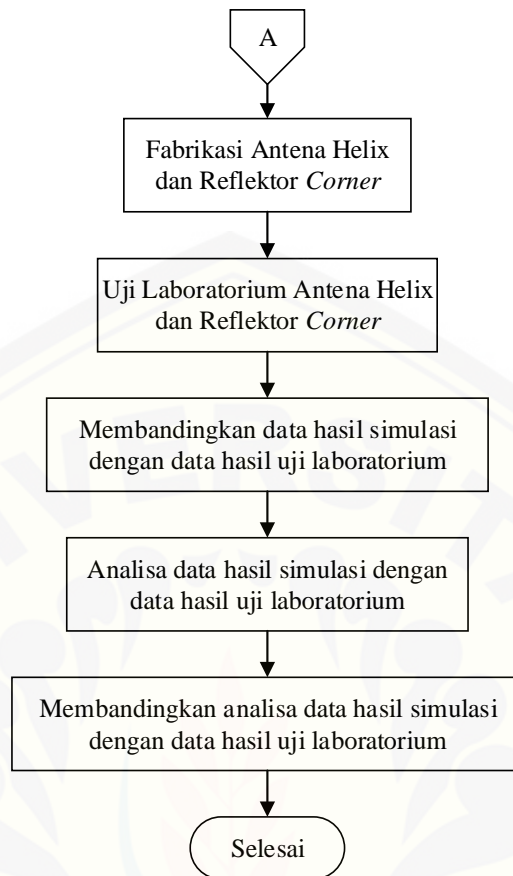 A
Fabrikasi Antena Helix
dan Reflektor Corner
Uji Laboratorium Antena Helix
dan Reflektor Corner
Membandingkan data hasil simulasi
dengan data hasil uji laboratorium
Analisa data hasil simulasi dengan
data hasil uji laboratorium
Membandingkan analisa data hasil simulasi
dengan data hasil uji laboratorium
Selesai